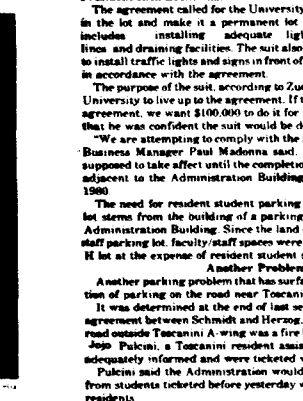 The agreement called for the University
in the lot and make it a permanent lot
includes installing adequate
lines and draining facilities. The suit also
to install traffic lights and signs in front of
in accordance with the agreement.
The purpose of the suit, according to
University to live up to the agreement. If
agreement, we want $100,000 to do it for
that he was confident the suit would be
"We are attempting to comply with the
Business Manager Paul Madonna said.
supposed to take affect until the completion
adjacent to the Administration Building
1980
The need for resident student parking
lot stems from the building of a parking
Administration Building. Since the land
staff parking lot, faculty/staff spaces were
H lot at the expense of resident student
Another Problem
Another parking problem that has
tion of parking on the road near
It was determined at the end of last
agreement between Schmidt and Herzog,
road outside Toscanini A-wing was a fire
Jojo Pulcini, a Toscanini resident
adequately informed and were ticketed
Pulcini said the Administration would
from students ticketed before yesterday
residents